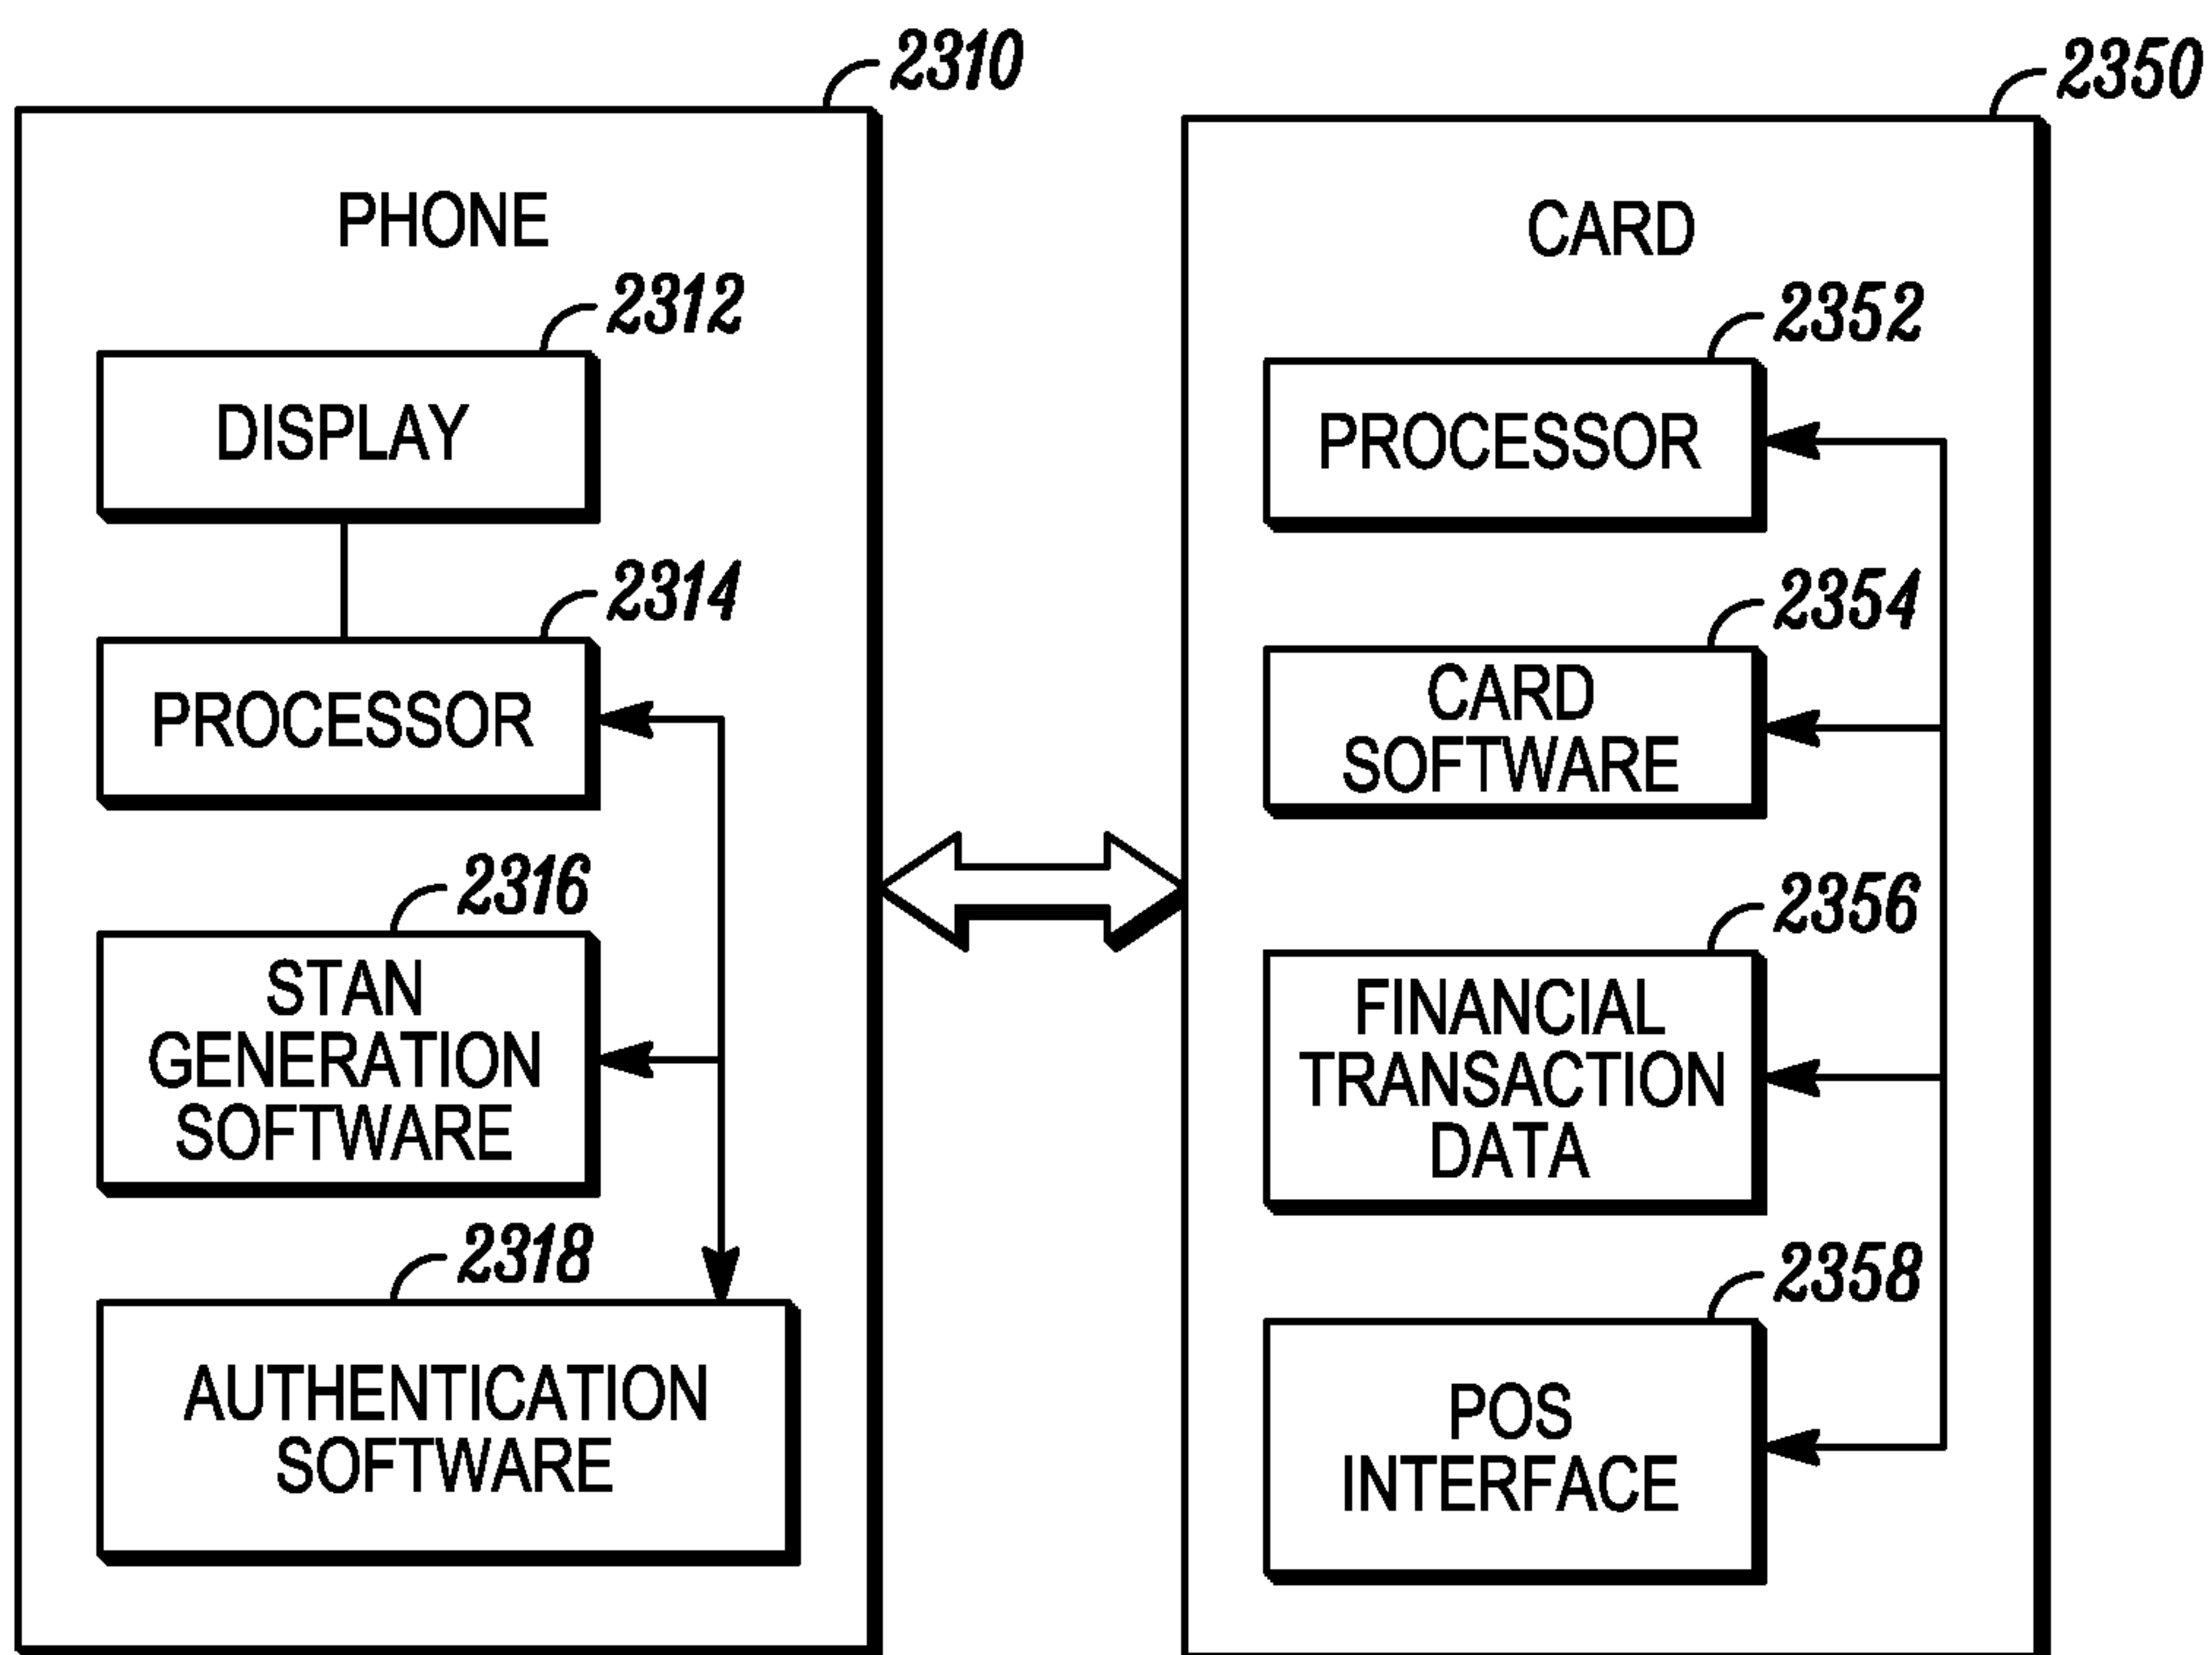 2310
PHONE
2312
DISPLAY
2314
PROCESSOR
2316
STAN
GENERATION
SOFTWARE
2318
AUTHENTICATION
SOFTWARE
2350
CARD
2352
PROCESSOR
2354
CARD
SOFTWARE
2356
FINANCIAL
TRANSACTION
DATA
2358
POS
INTERFACE